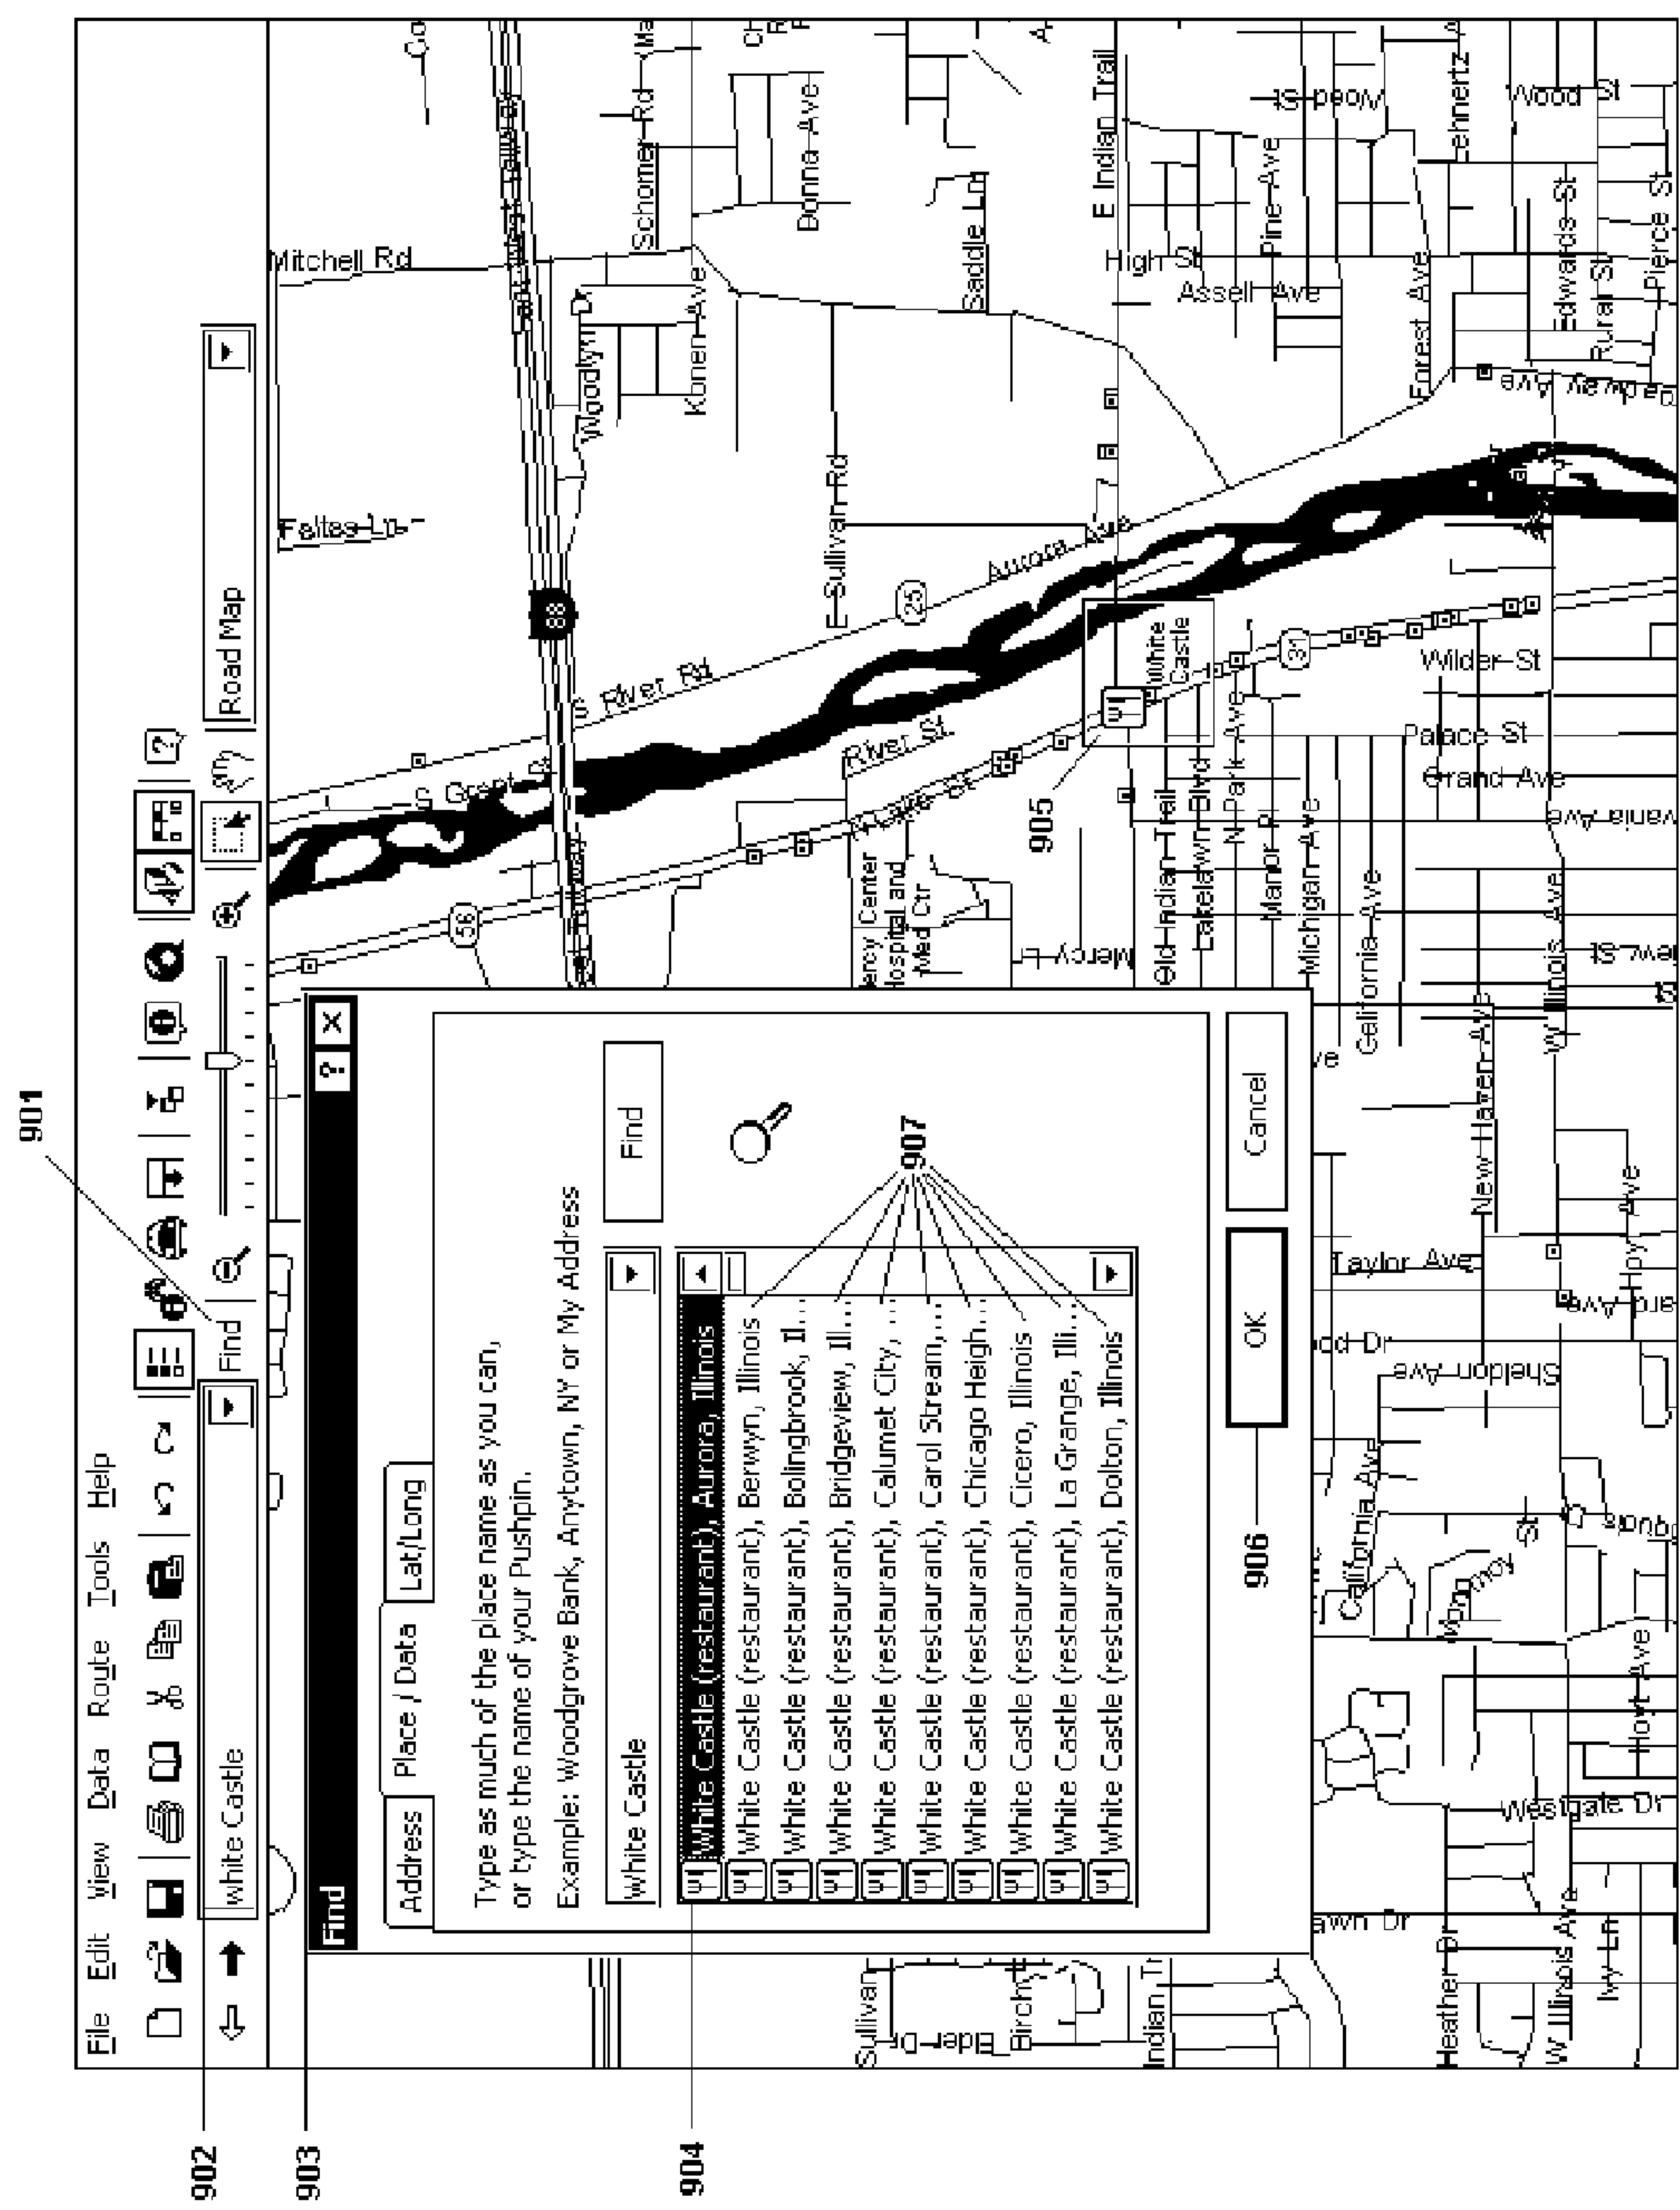 901
File Edit View Data Route Tools Help
white Castle
Find
Road Map
902
903
Find
? X
Address
Place / Data
Lat/Long
Type as much of the place name as you can,
or type the name of your Pushpin.
Example: Woodgrove Bank, Anytown, NY or My Address
white Castle
Find
904
White Castle (restaurant), Aurora, Illinois
White Castle (restaurant), Berwyn, Illinois
White Castle (restaurant), Bolingbrook, Il...
White Castle (restaurant), Bridgeview, Ill...
White Castle (restaurant), Calumet City, ...
White Castle (restaurant), Carol Stream, ...
White Castle (restaurant), Chicago Heigh...
White Castle (restaurant), Cicero, Illinois
White Castle (restaurant), La Grange, Illi...
White Castle (restaurant), Dolton, Illinois
907
OK
Cancel
906
905
White
Castle
Mitchell Rd
Feltes Ln
88
56
25
31
S River Rd
Woodlyn Dr
Schomer Rd
Konen Ave
Donna Ave
E Sullivan Rd
Saddle Ln
River St
Aurora Ave
E Indian Trail
High St
Assell Ave
Pine Ave
Wood St
Forest Ave
Wood St
Edwards St
Rural St
Pierce St
Hospital and
Med Ctr
Old Indian Trail
Lakelawn Blvd
N Park Ave
Manor Pl
Michigan Ave
California Ave
Wilder St
Palace St
Grand Ave
W Illinois Ave
New Haven Ave
Taylor Ave
Hoyt Ave
Sheldon Ave
California Ave
Hoyt Ave
Westgate Dr
Sullivan
Elder Dr
Birch
Indian Tr
Heather Dr
W Illinois Ave
Ivy Ln